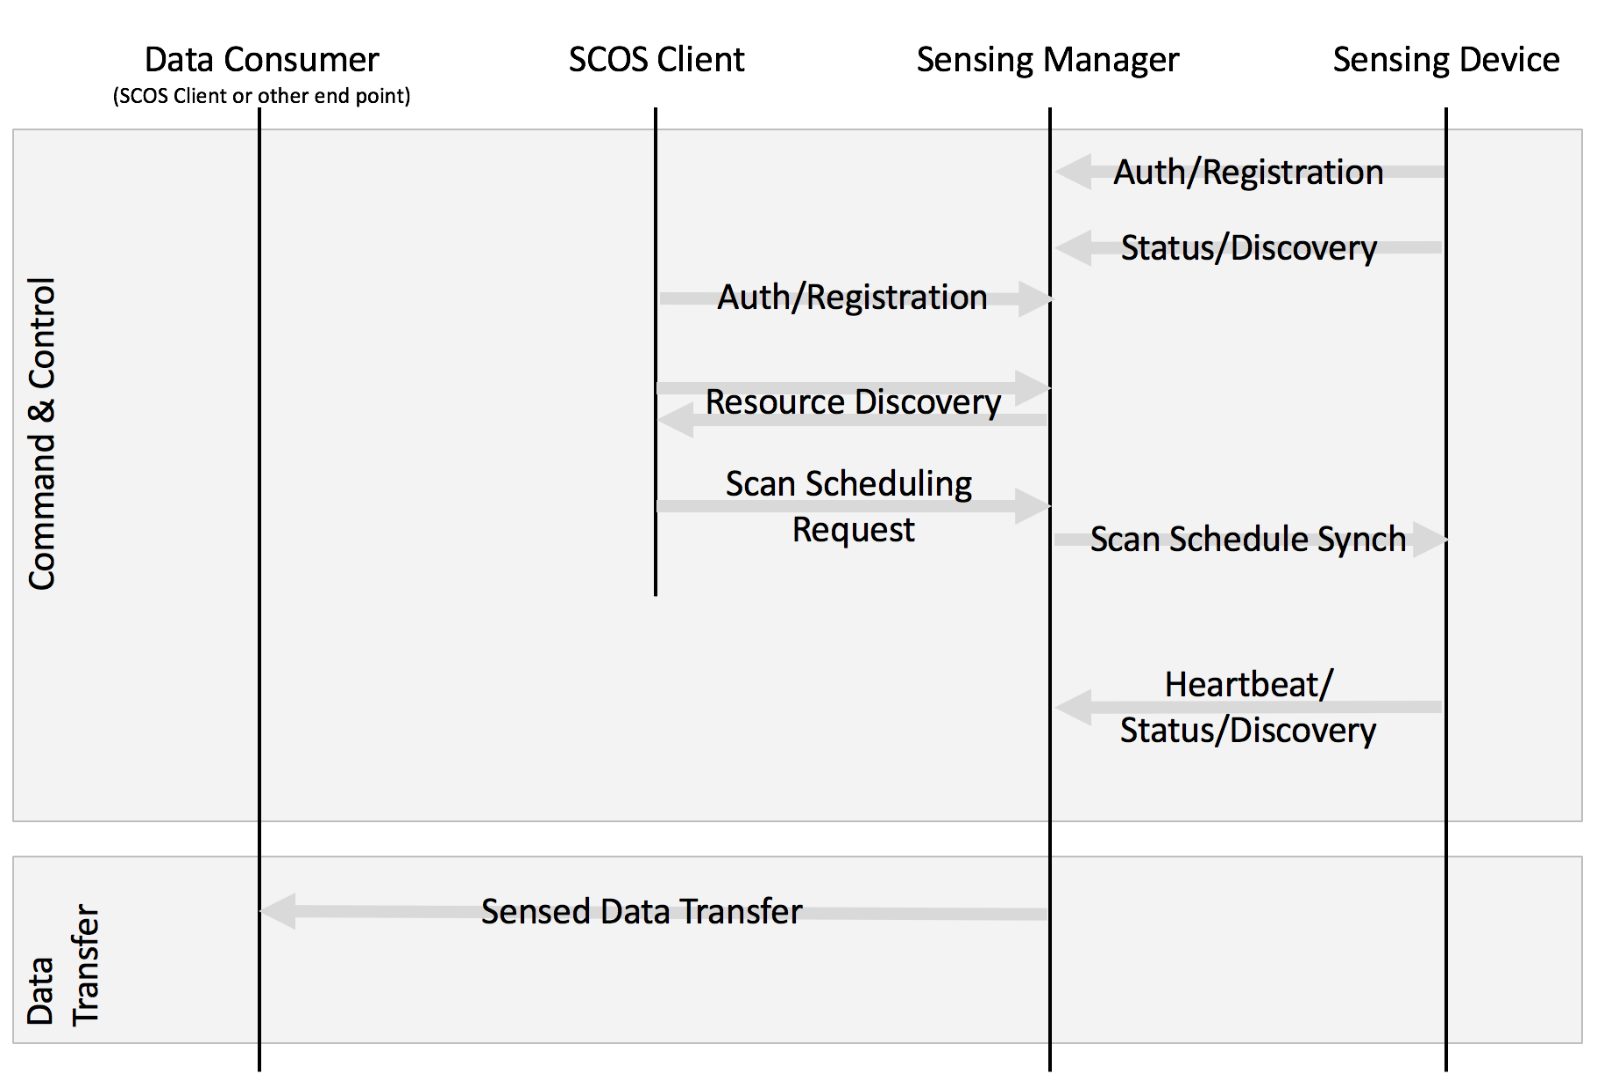 Data Consumer
(SCOS Client or other end point)
SCOS Client
Sensing Manager
Sensing Device
Command & Control
Auth/Registration
Status/Discovery
Auth/Registration
Resource Discovery
Scan Scheduling
Request
Scan Schedule Synch
Heartbeat/
Status/Discovery
Data
Transfer
Sensed Data Transfer